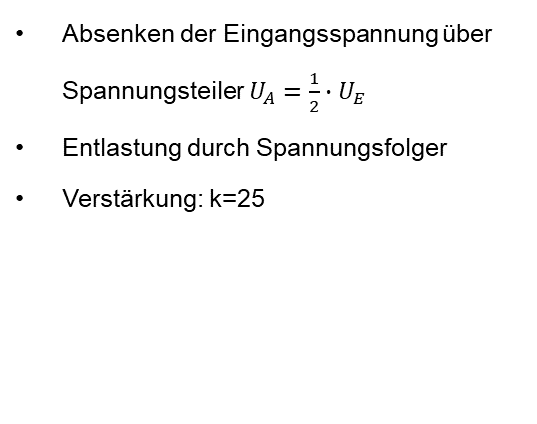 • Absenken der Eingangsspannung über
Spannungsteiler U_A = 1/2 · U_E
• Entlastung durch Spannungsfolger
• Verstärkung: k=25